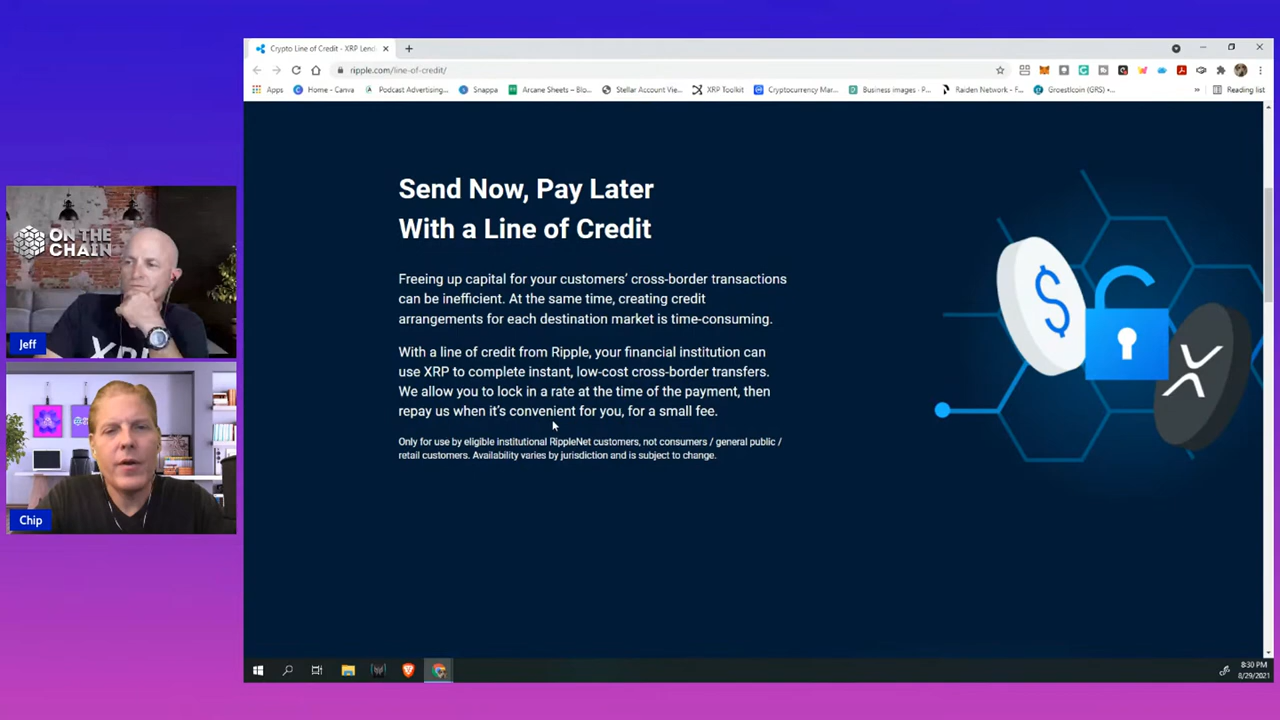 Crypto Line of Credit - XRP Lend
ripple.com/line-of-credit/
Apps
Home - Canva
Podcast Advertising...
Snappa
Arcane Sheets – Blo...
Stellar Account Vie...
XRP Toolkit
Cryptocurrency Mar...
Business images · P...
Raiden Network - F...
Groestlcoin (GRS) •...
»
Reading list
Send Now, Pay Later
With a Line of Credit
Freeing up capital for your customers’ cross-border transactions
can be inefficient. At the same time, creating credit
arrangements for each destination market is time-consuming.
With a line of credit from Ripple, your financial institution can
use XRP to complete instant, low-cost cross-border transfers.
We allow you to lock in a rate at the time of the payment, then
repay us when it’s convenient for you, for a small fee.
Only for use by eligible institutional RippleNet customers, not consumers / general public /
retail customers. Availability varies by jurisdiction and is subject to change.
ON THE
CHAIN
Jeff
Chip
8:30 PM
8/29/2021